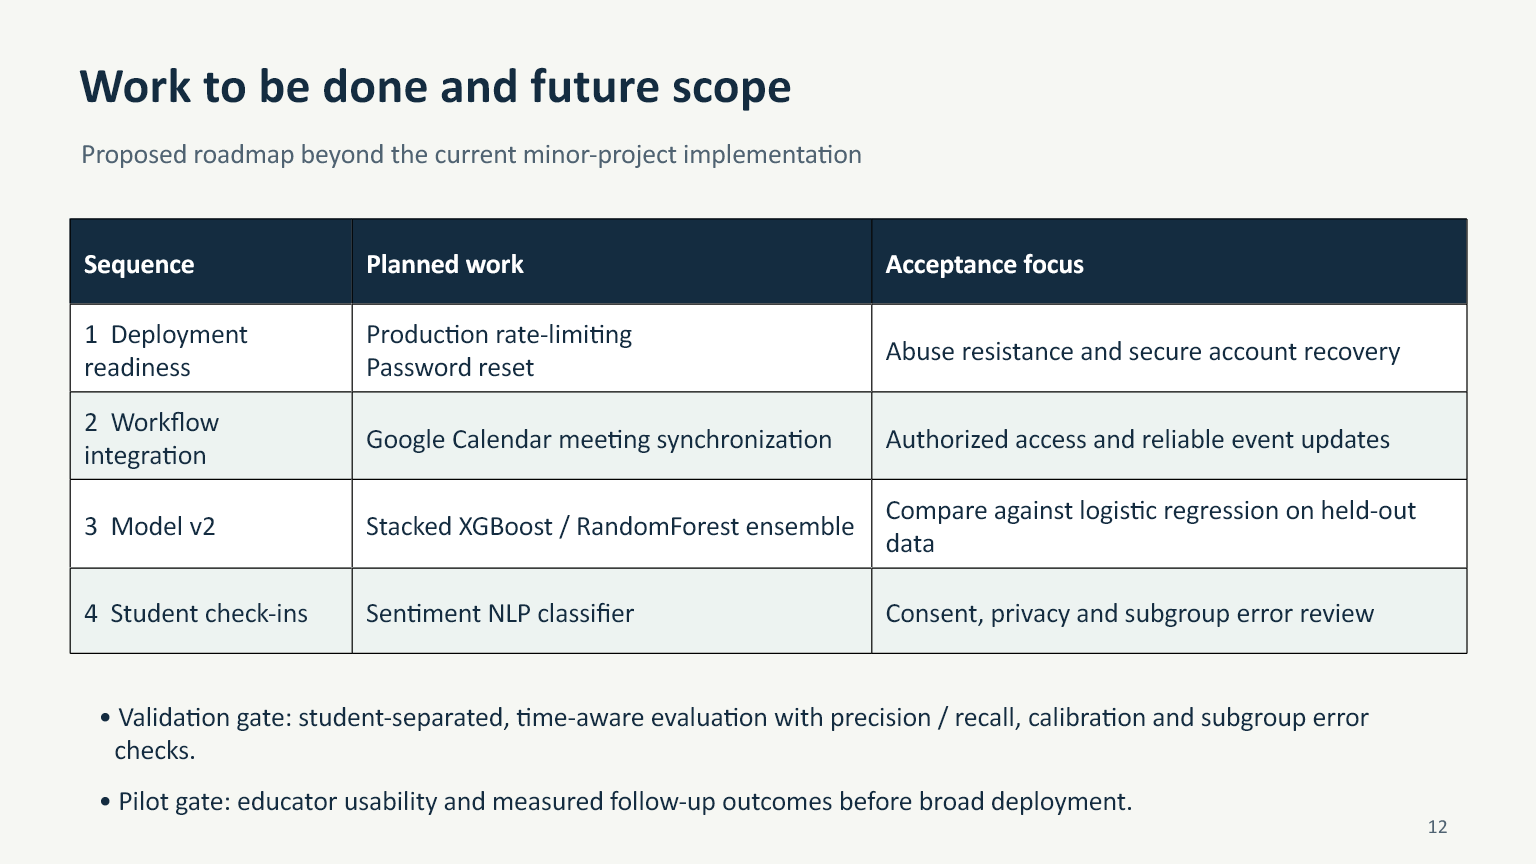 Work to be done and future scope
Proposed roadmap beyond the current minor-project implementation
Sequence
Planned work
Acceptance focus
1  Deployment
readiness
Production rate-limiting
Password reset
Abuse resistance and secure account recovery
2  Workflow
integration
Google Calendar meeting synchronization
Authorized access and reliable event updates
3  Model v2
Stacked XGBoost / RandomForest ensemble
Compare against logistic regression on held-out
data
4  Student check-ins
Sentiment NLP classifier
Consent, privacy and subgroup error review
• Validation gate: student-separated, time-aware evaluation with precision / recall, calibration and subgroup error
checks.
• Pilot gate: educator usability and measured follow-up outcomes before broad deployment.
12